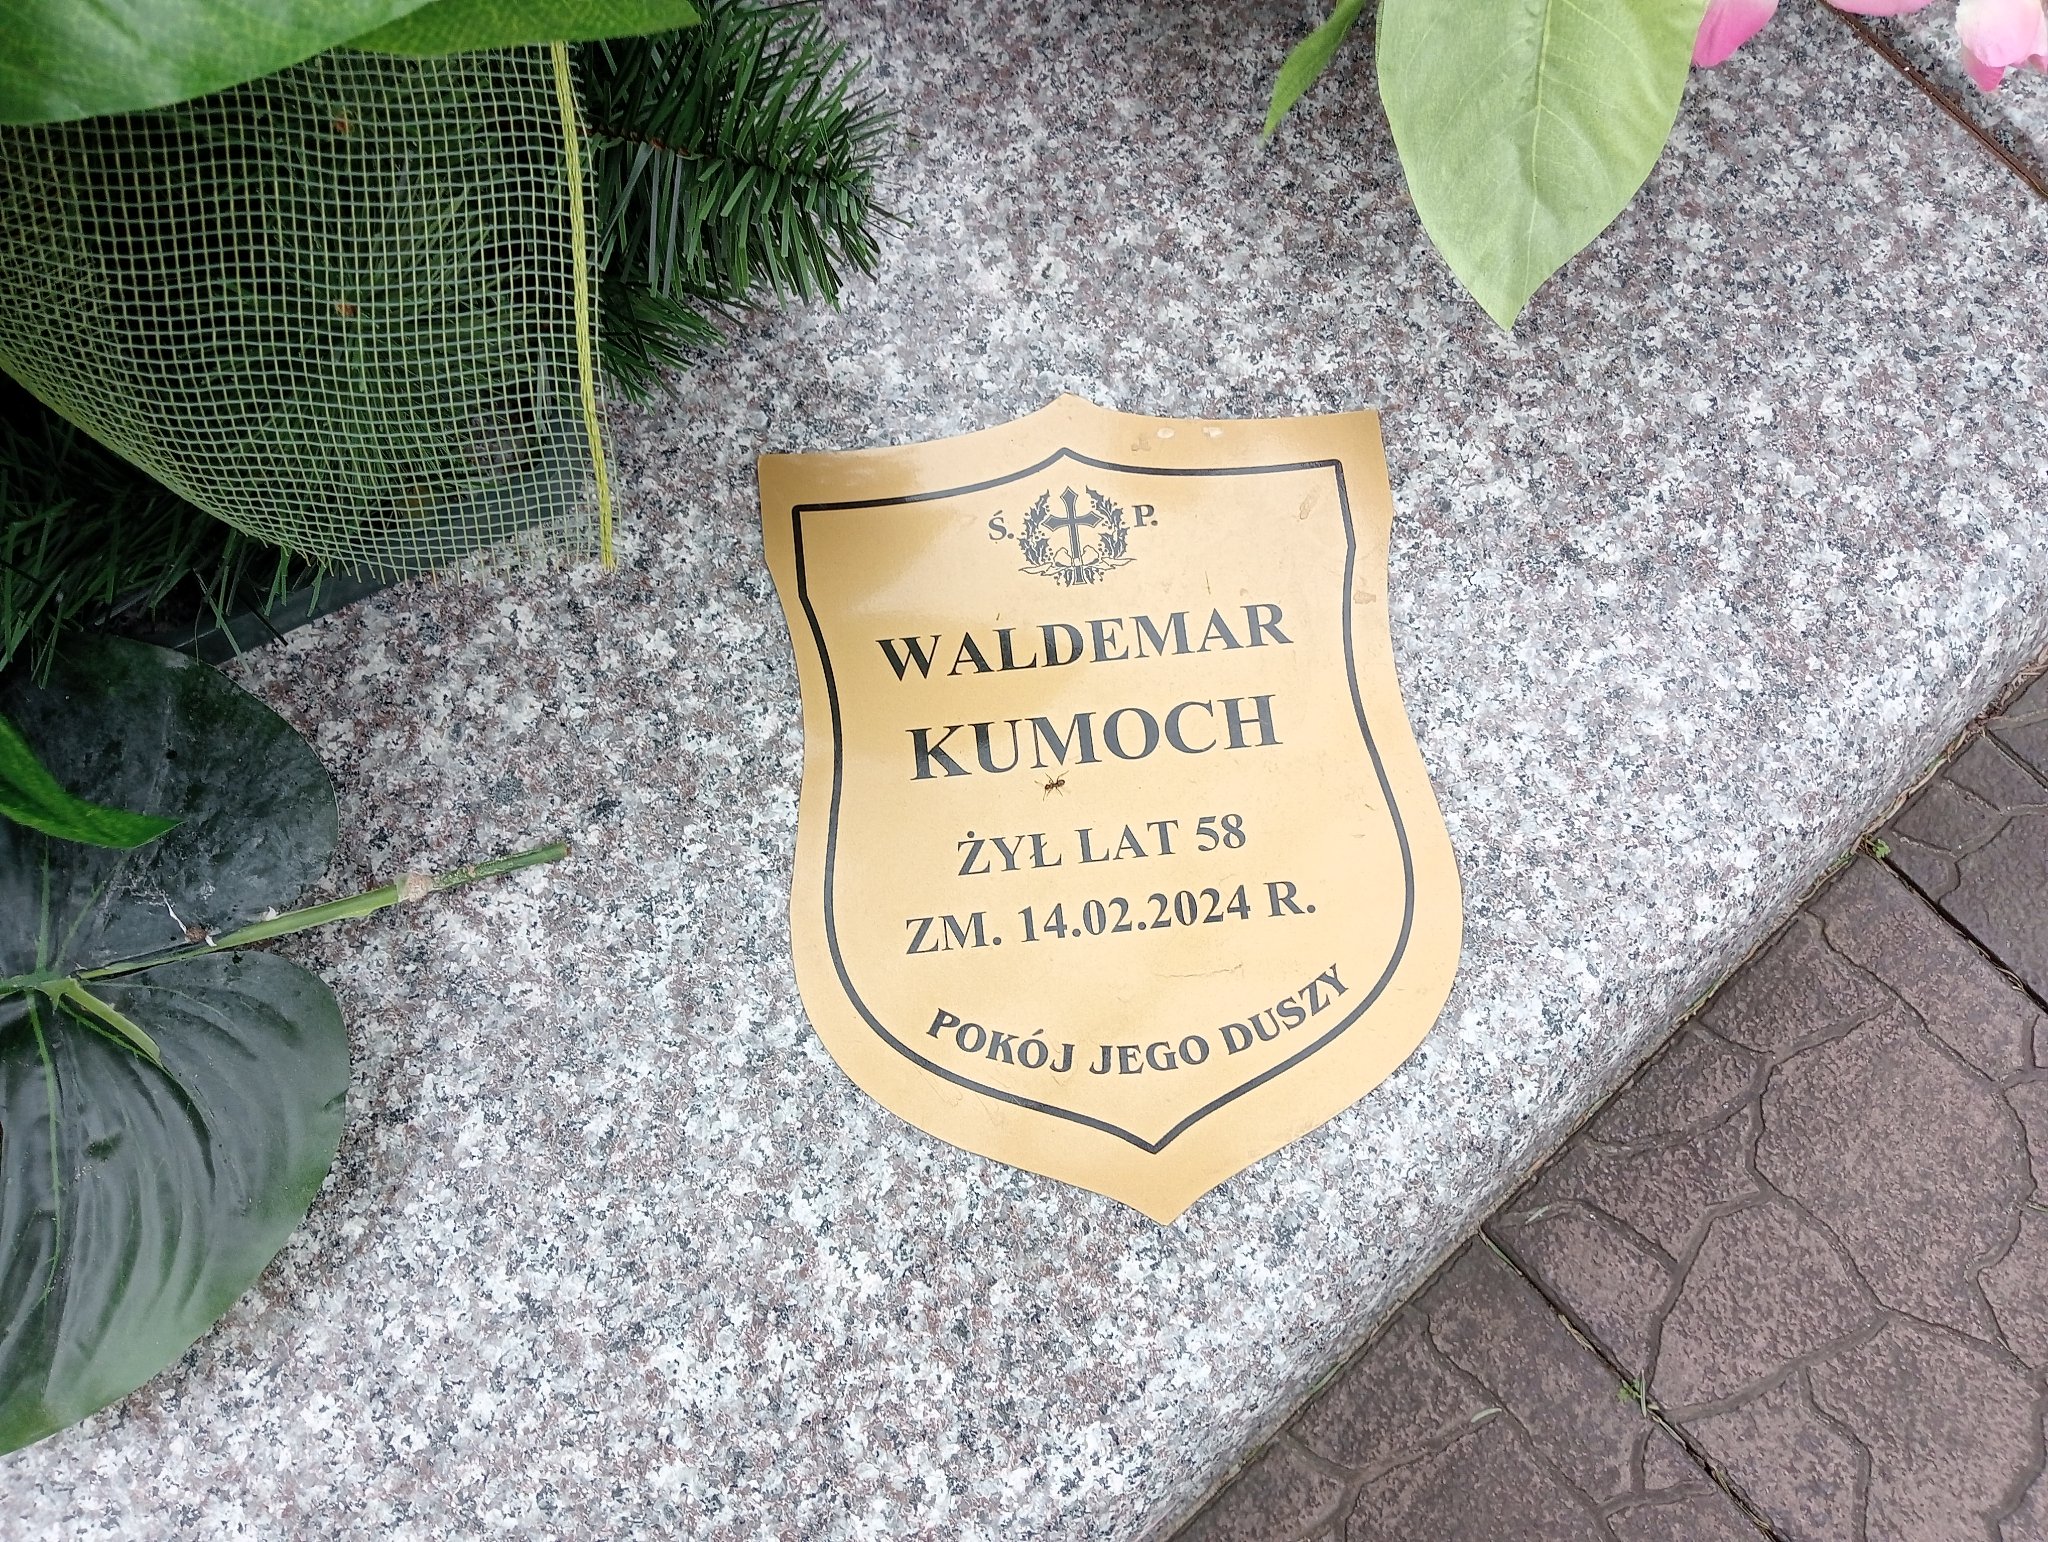 Ś. P.
WALDEMAR
KUMOCH
ŻYŁ LAT 58
ZM. 14.02.2024 R.
POKÓJ JEGO DUSZY